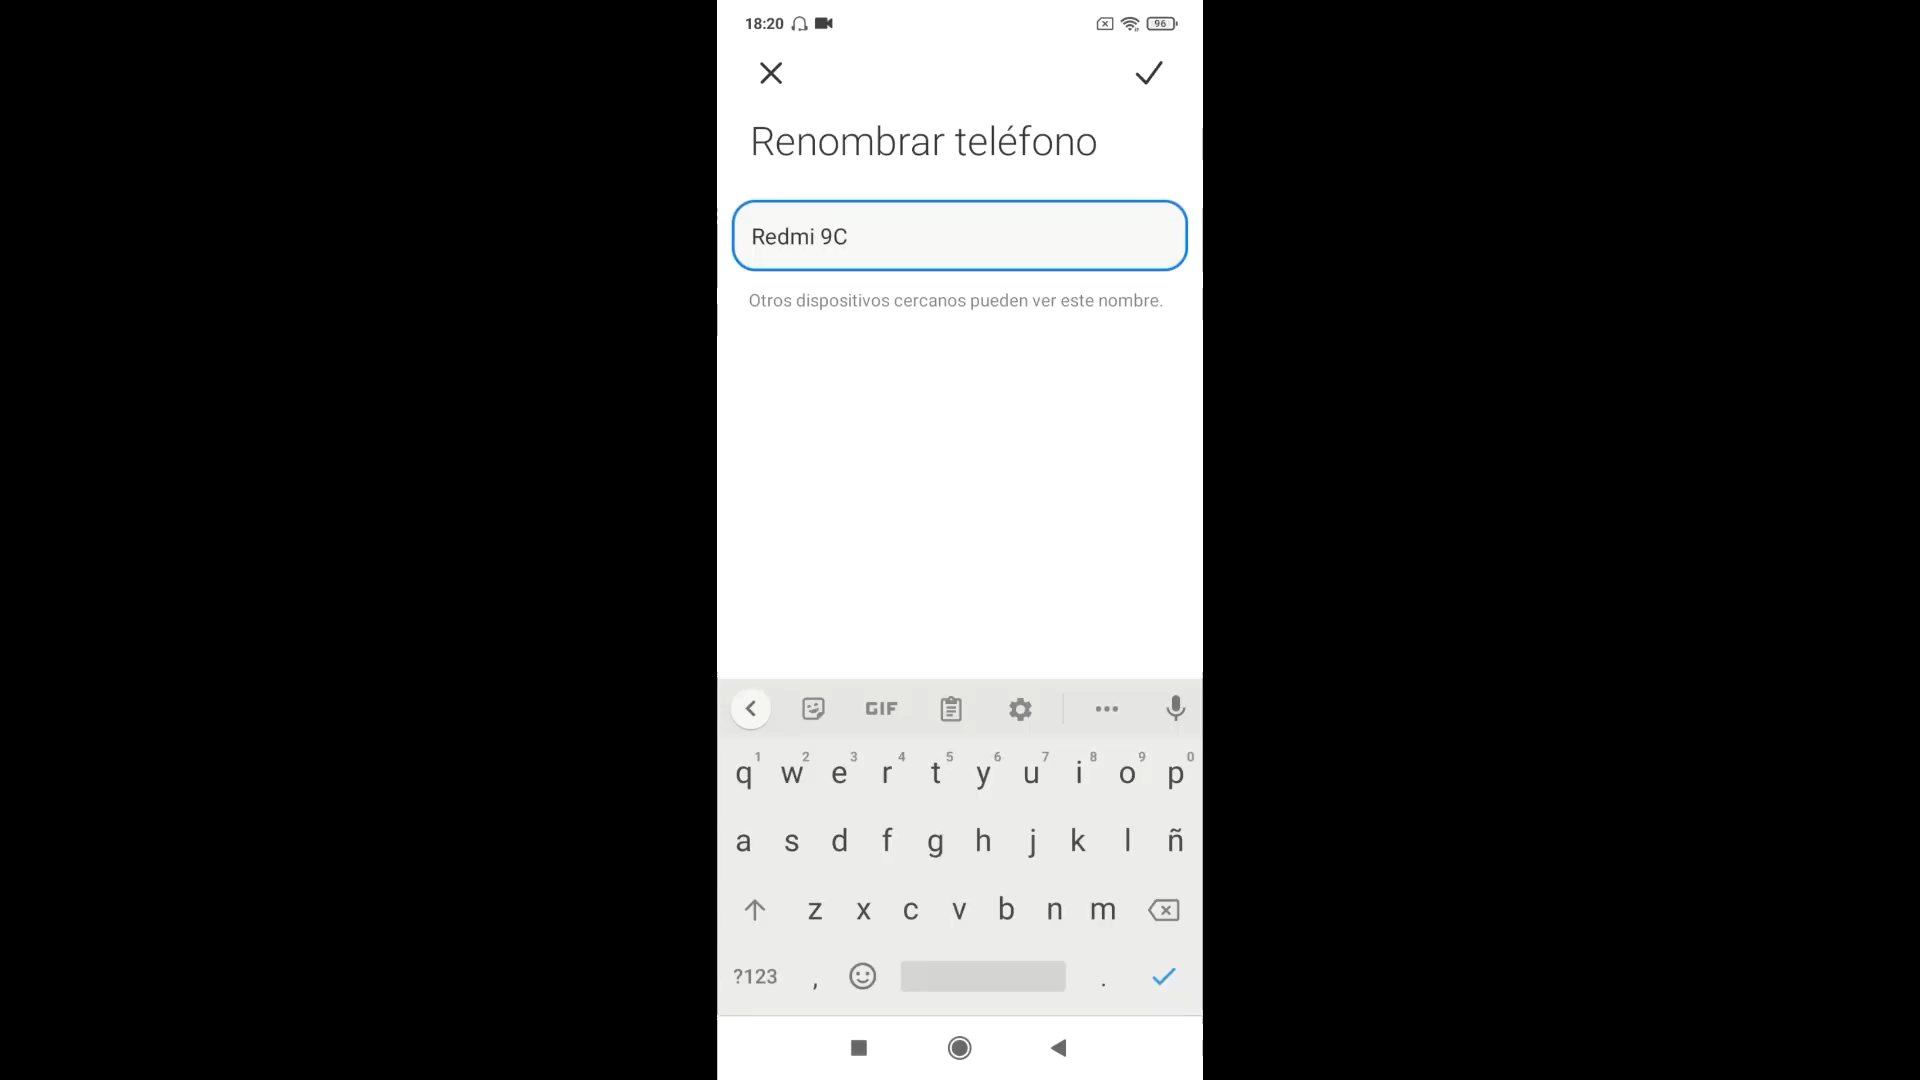 18:20
96
Renombrar teléfono
Redmi 9C
Otros dispositivos cercanos pueden ver este nombre.
GIF
1 2 3 4 5 6 7 8 9 0
q w e r t y u i o p
a s d f g h j k l ñ
z x c v b n m
?123 , .